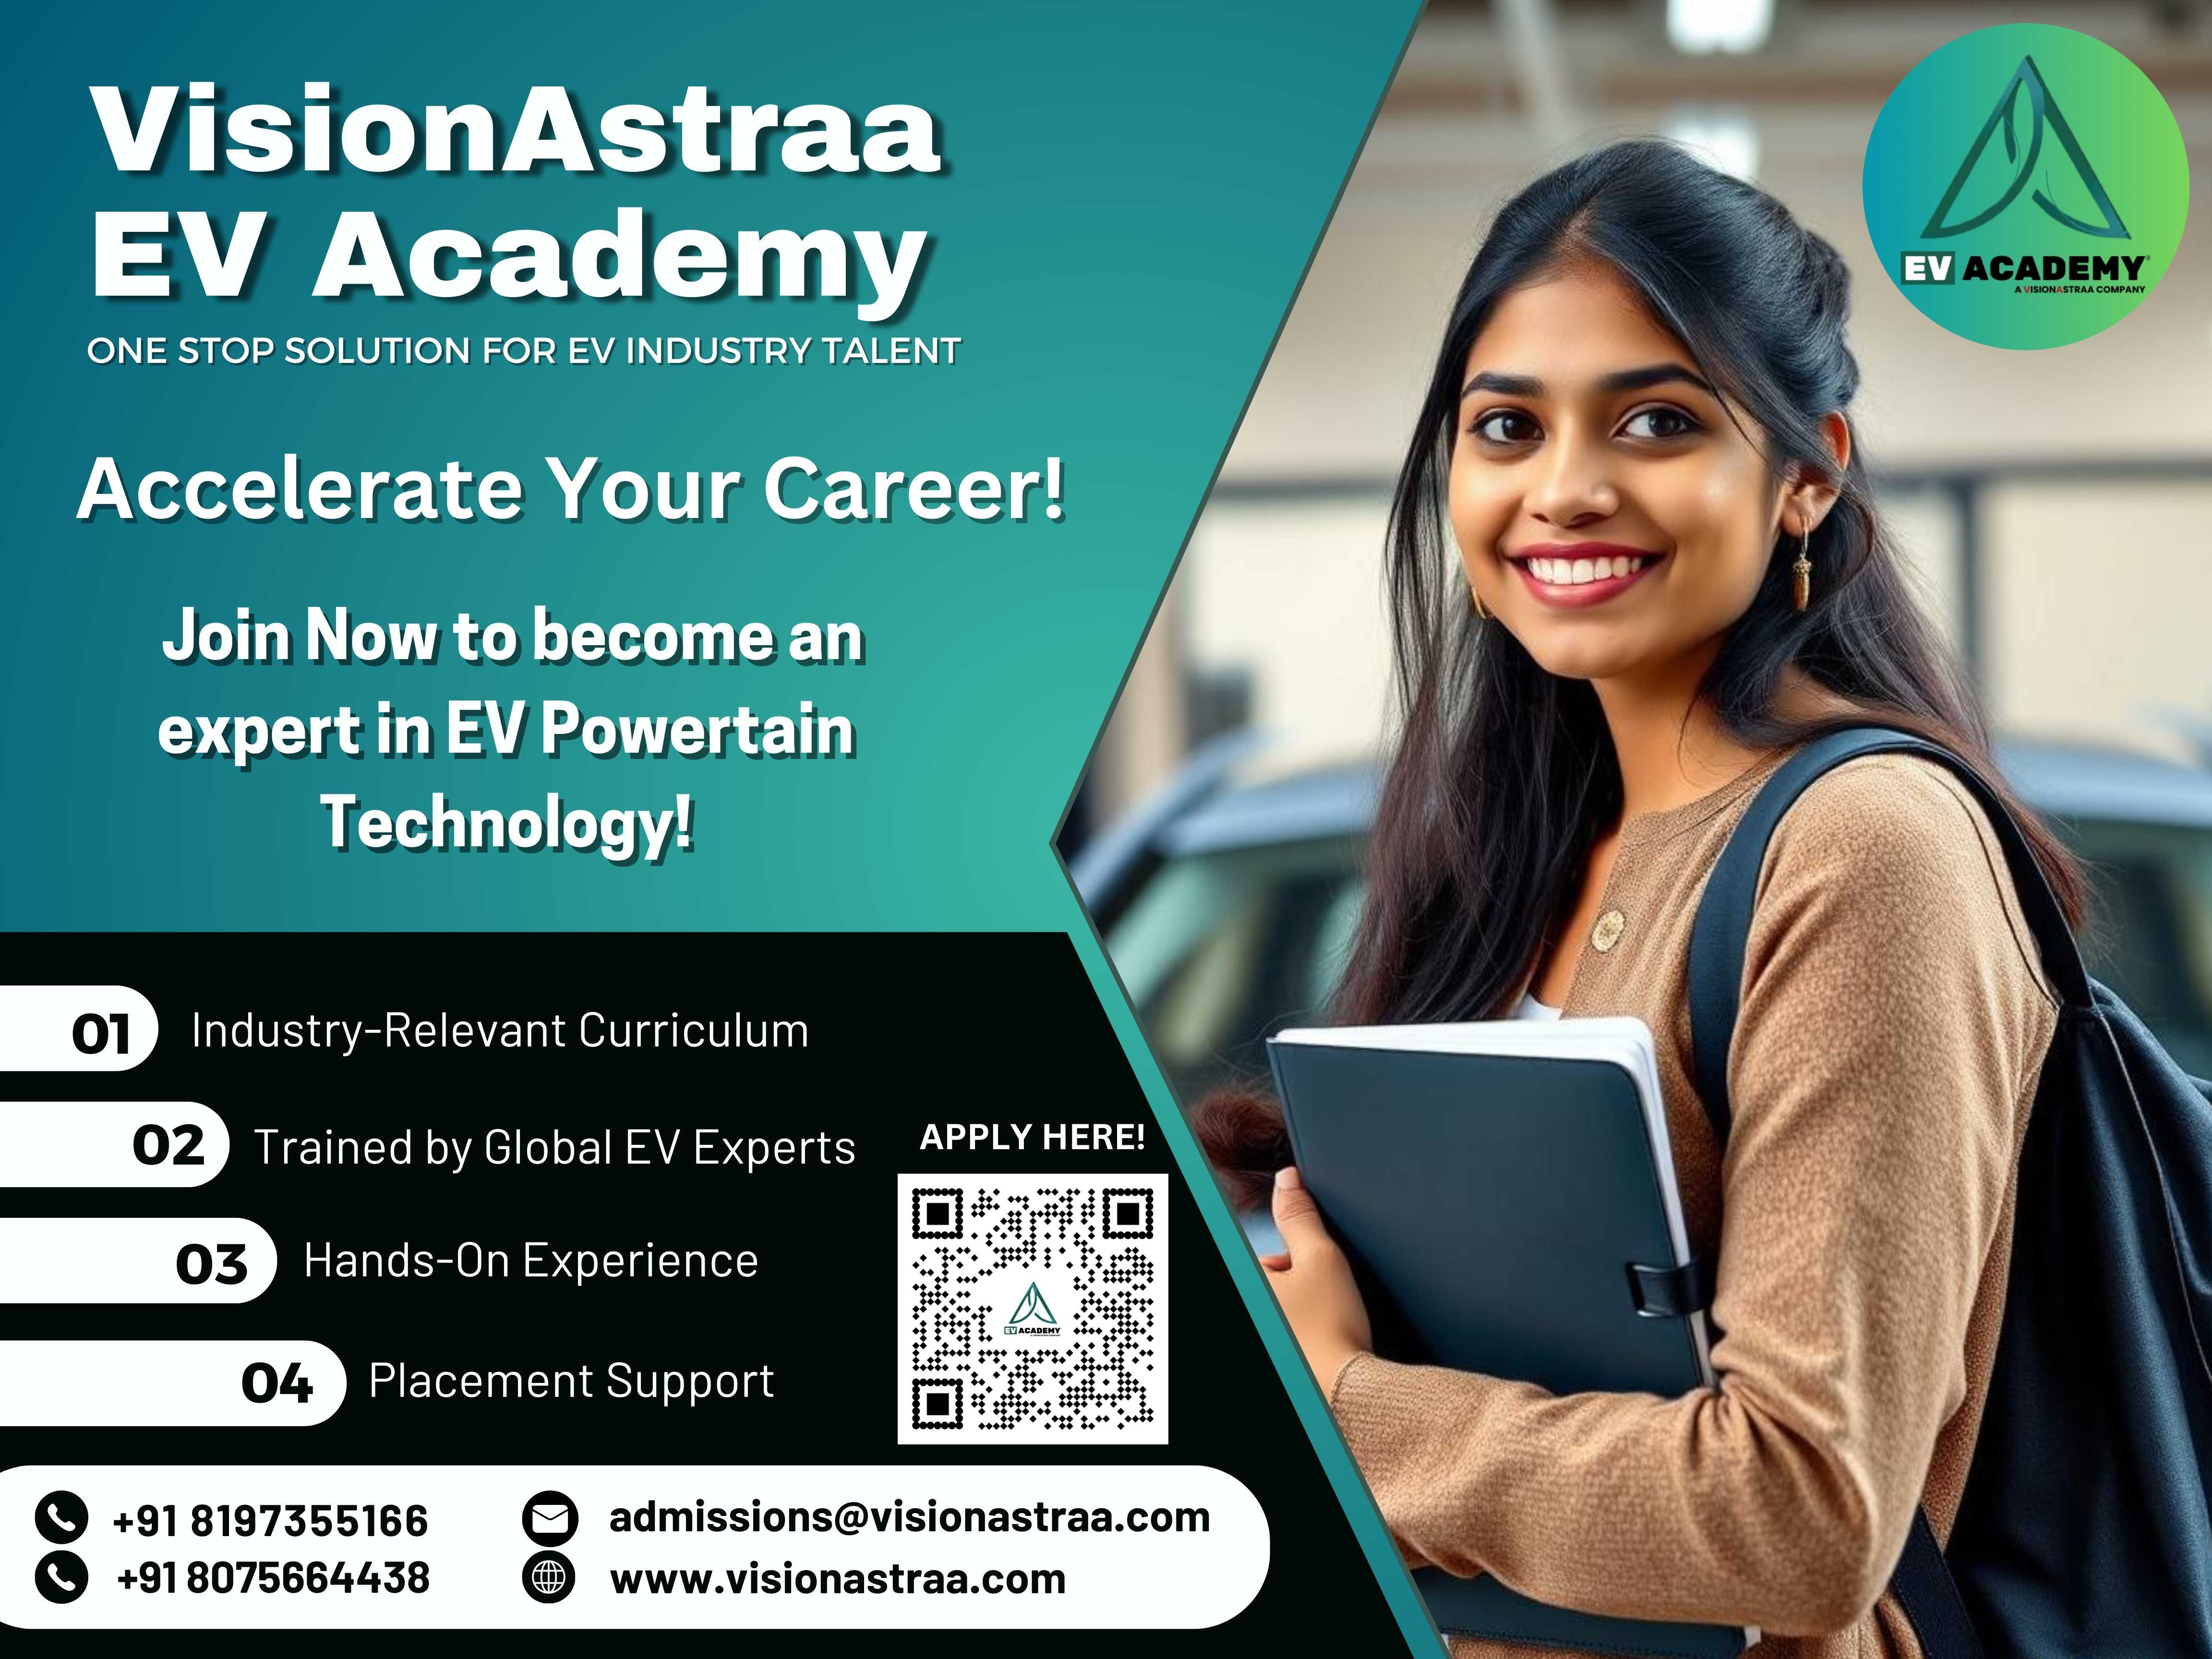 VisionAstraa
EV Academy
ONE STOP SOLUTION FOR EV INDUSTRY TALENT
EV ACADEMY
A VISIONASTRAA COMPANY
Accelerate Your Career!
Join Now to become an
expert in EV Powertain
Technology!
01 Industry-Relevant Curriculum
02 Trained by Global EV Experts
03 Hands-On Experience
04 Placement Support
APPLY HERE!
EV ACADEMY
+91 8197355166
+91 8075664438
admissions@visionastraa.com
www.visionastraa.com